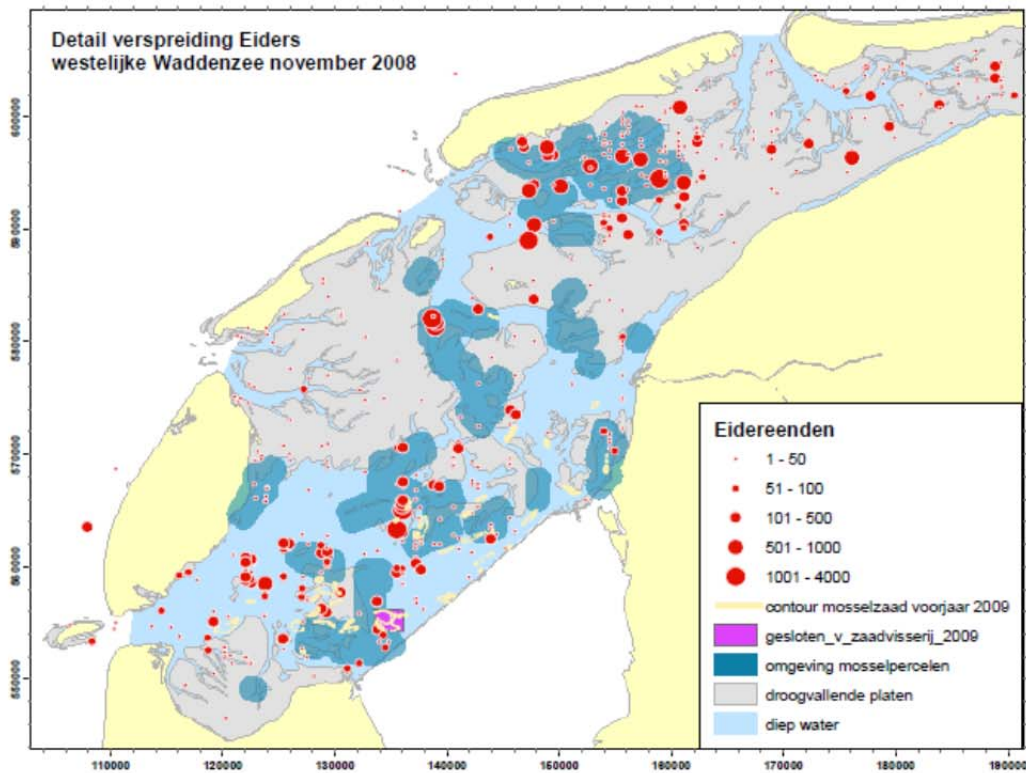 Detail verspreiding Eiders
westelijke Waddenzee november 2008
600000
590000
580000
570000
560000
550000
Eidereenden
1 - 50
51 - 100
101 - 500
501 - 1000
1001 - 4000
contour mosselzaad voorjaar 2009
gesloten_v_zaadvisserij_2009
omgeving mosselpercelen
droogvallende platen
diep water
110000 120000 130000 140000 150000 160000 170000 180000 190000